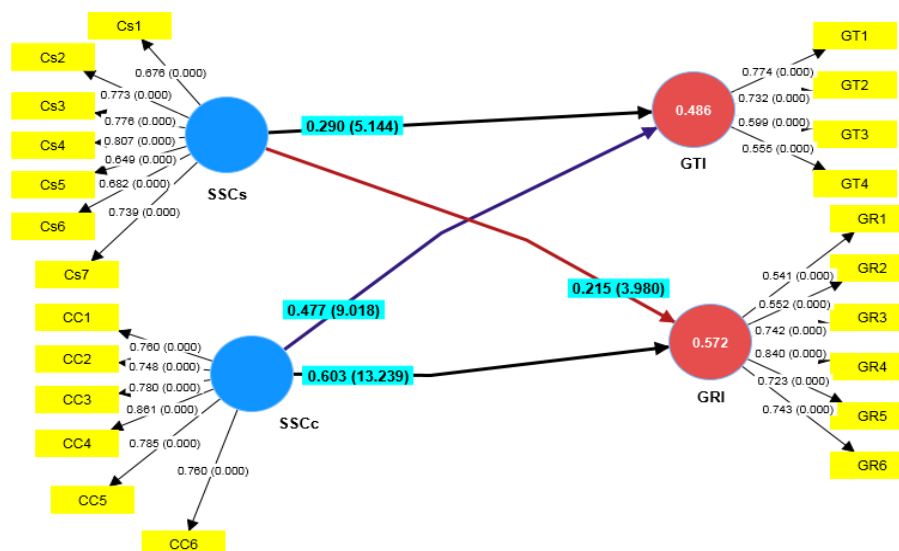 Cs1
Cs2
Cs3
Cs4
Cs5
Cs6
Cs7
0.676 (0.000)
0.773 (0.000)
0.776 (0.000)
0.807 (0.000)
0.649 (0.000)
0.682 (0.000)
0.739 (0.000)
SSCs
CC1
CC2
CC3
CC4
CC5
CC6
0.760 (0.000)
0.748 (0.000)
0.780 (0.000)
0.861 (0.000)
0.785 (0.000)
0.760 (0.000)
SSCc
0.290 (5.144)
0.477 (9.018)
0.215 (3.980)
0.603 (13.239)
0.486
GTI
0.774 (0.000)
0.732 (0.000)
0.599 (0.000)
0.555 (0.000)
GT1
GT2
GT3
GT4
0.572
GRI
0.541 (0.000)
0.552 (0.000)
0.742 (0.000)
0.840 (0.000)
0.723 (0.000)
0.743 (0.000)
GR1
GR2
GR3
GR4
GR5
GR6